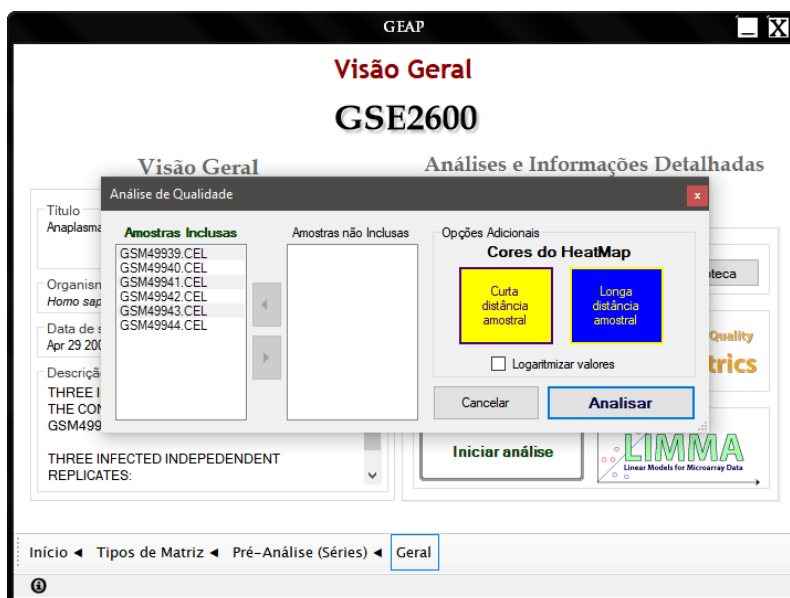 GEAP
Visão Geral
GSE2600
Visão Geral
Análises e Informações Detalhadas
Análise de Qualidade
x
Título
Anaplasma
Organism
Homo sap
Data de s
Apr 29 200
Descriçã
THREE I
THE CON
GSM499
THREE INFECTED INDEPEDENDENT
REPLICATES:
Amostras Inclusas
GSM49939.CEL
GSM49940.CEL
GSM49941.CEL
GSM49942.CEL
GSM49943.CEL
GSM49944.CEL
Amostras não Inclusas
Opções Adicionais
Cores do HeatMap
Curta
distância
amostral
Longa
distância
amostral
Logaritmizar valores
Cancelar
Analisar
oteca
Quality
trics
Iniciar análise
LIMMA
Linear Models for Microarray Data
Início ◄ Tipos de Matriz ◄ Pré-Análise (Séries) ◄ Geral